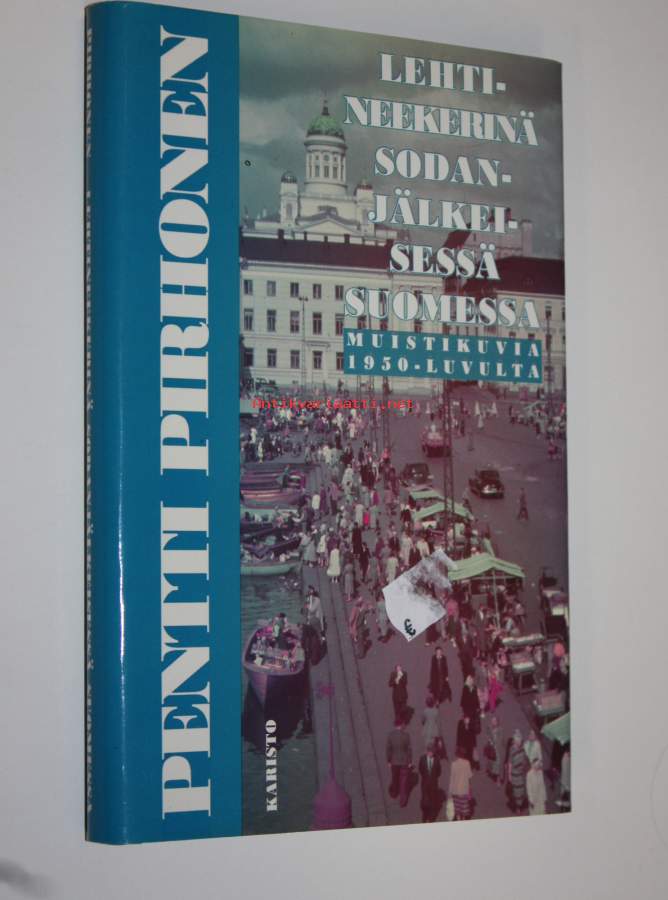 PENTTI PIRHONEN
LEHTI-
NEEKERINÄ
SODAN-
JÄLKEI-
SESSÄ
SUOMESSA
MUISTIKUVIA
1950-LUVULTA
Antikvariaatti.net
€
KARISTO